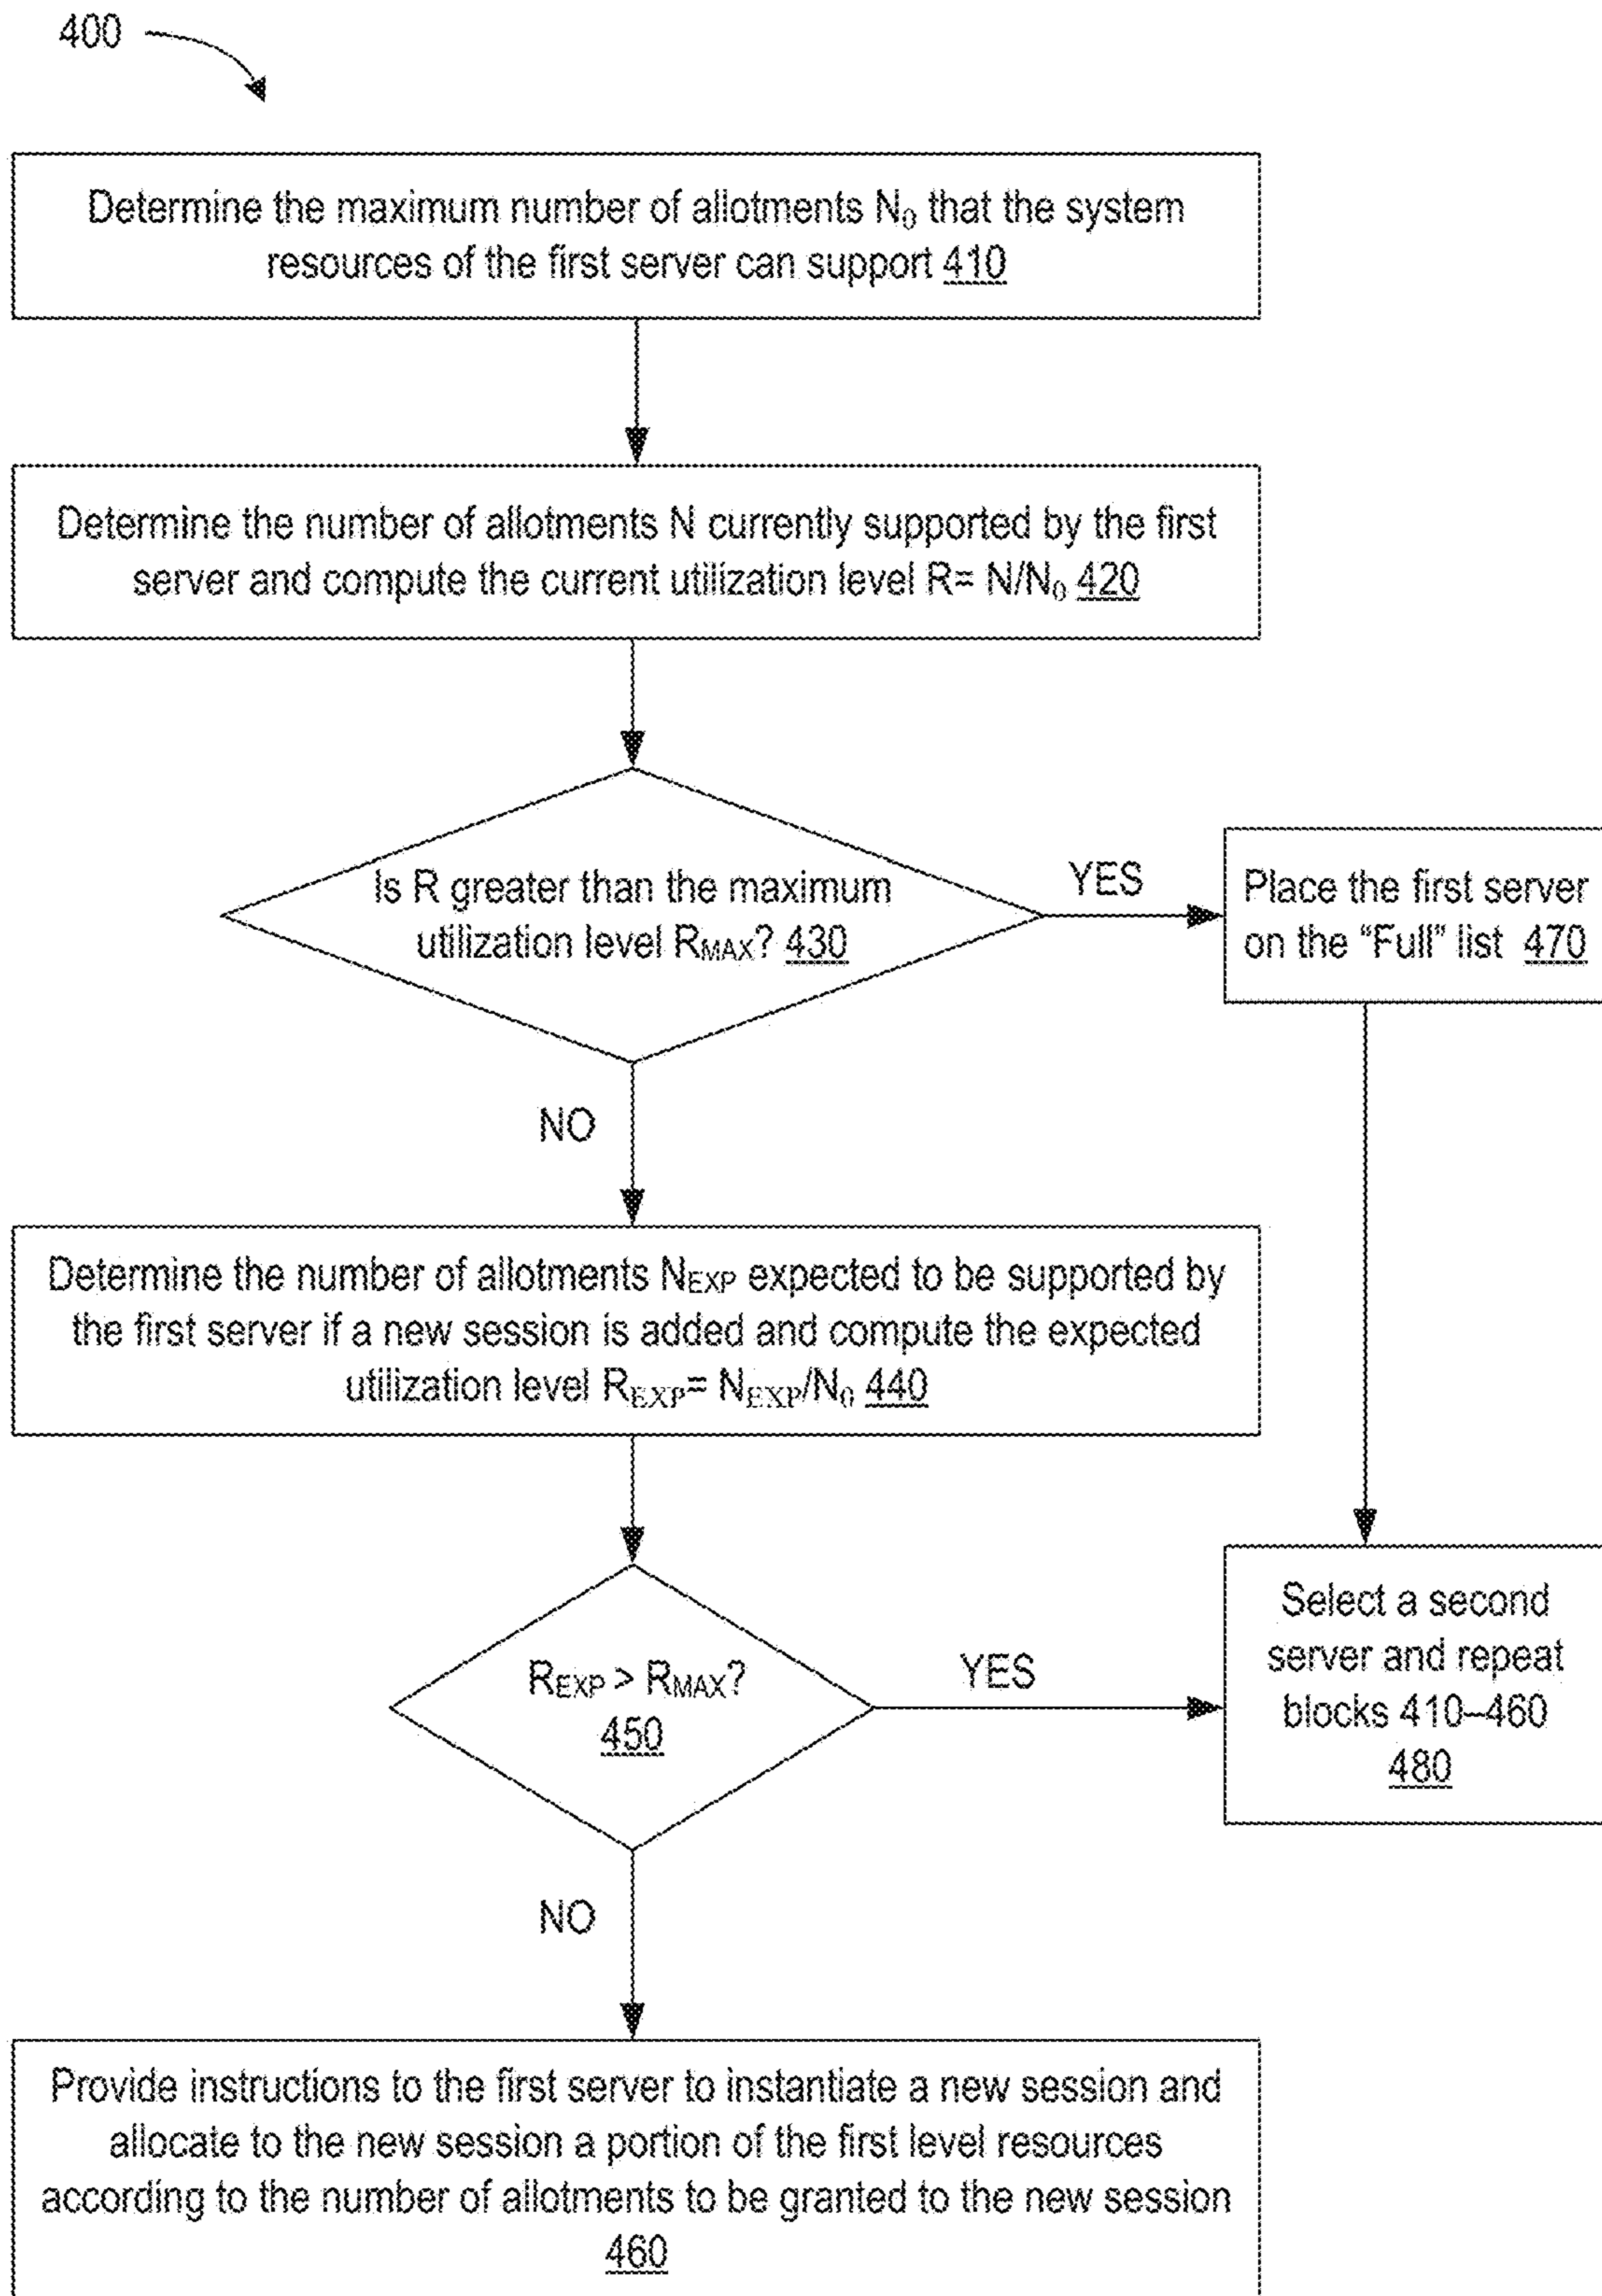 400
Determine the maximum number of allotments N₀ that the system
resources of the first server can support 410
Determine the number of allotments N currently supported by the first
server and compute the current utilization level R= N/N₀ 420
Is R greater than the maximum
utilization level RMAX? 430
YES
Place the first server
on the “Full” list 470
NO
Determine the number of allotments NEXP expected to be supported by
the first server if a new session is added and compute the expected
utilization level REXP= NEXP/N₀ 440
REXP > RMAX?
450
YES
Select a second
server and repeat
blocks 410–460
480
NO
Provide instructions to the first server to instantiate a new session and
allocate to the new session a portion of the first level resources
according to the number of allotments to be granted to the new session
460